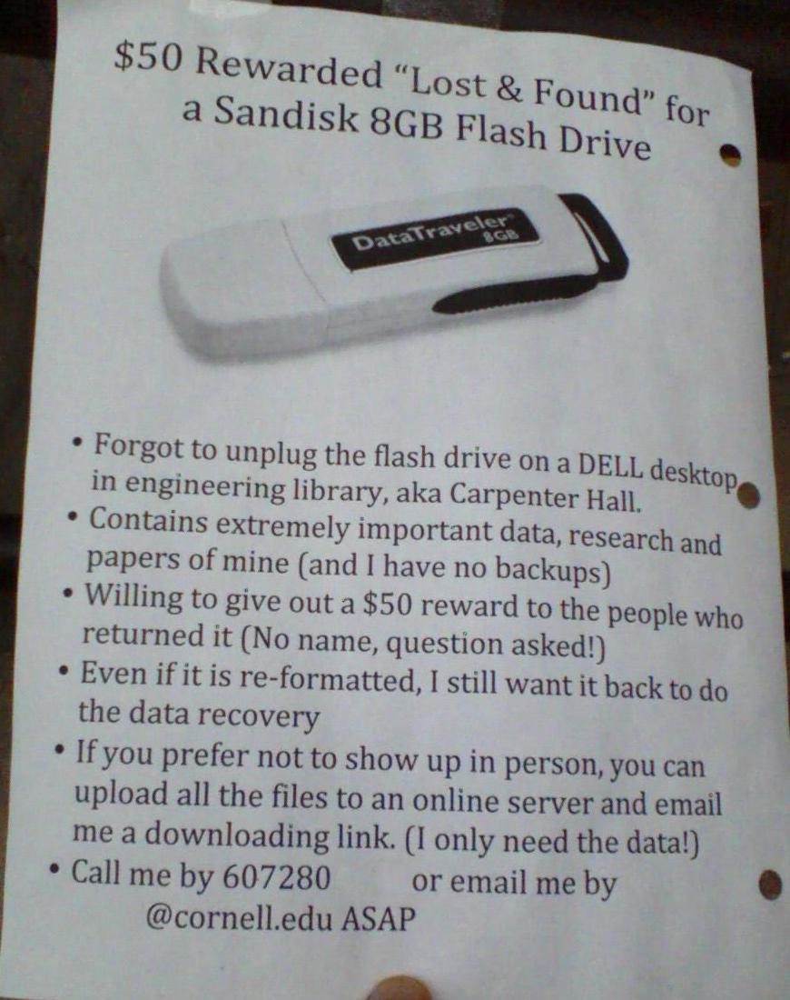 $50 Rewarded “Lost & Found” for
a Sandisk 8GB Flash Drive
DataTraveler®
8GB
• Forgot to unplug the flash drive on a DELL desktop
in engineering library, aka Carpenter Hall.
• Contains extremely important data, research and
papers of mine (and I have no backups)
• Willing to give out a $50 reward to the people who
returned it (No name, question asked!)
• Even if it is re-formatted, I still want it back to do
the data recovery
• If you prefer not to show up in person, you can
upload all the files to an online server and email
me a downloading link. (I only need the data!)
• Call me by 607280 or email me by
@cornell.edu ASAP